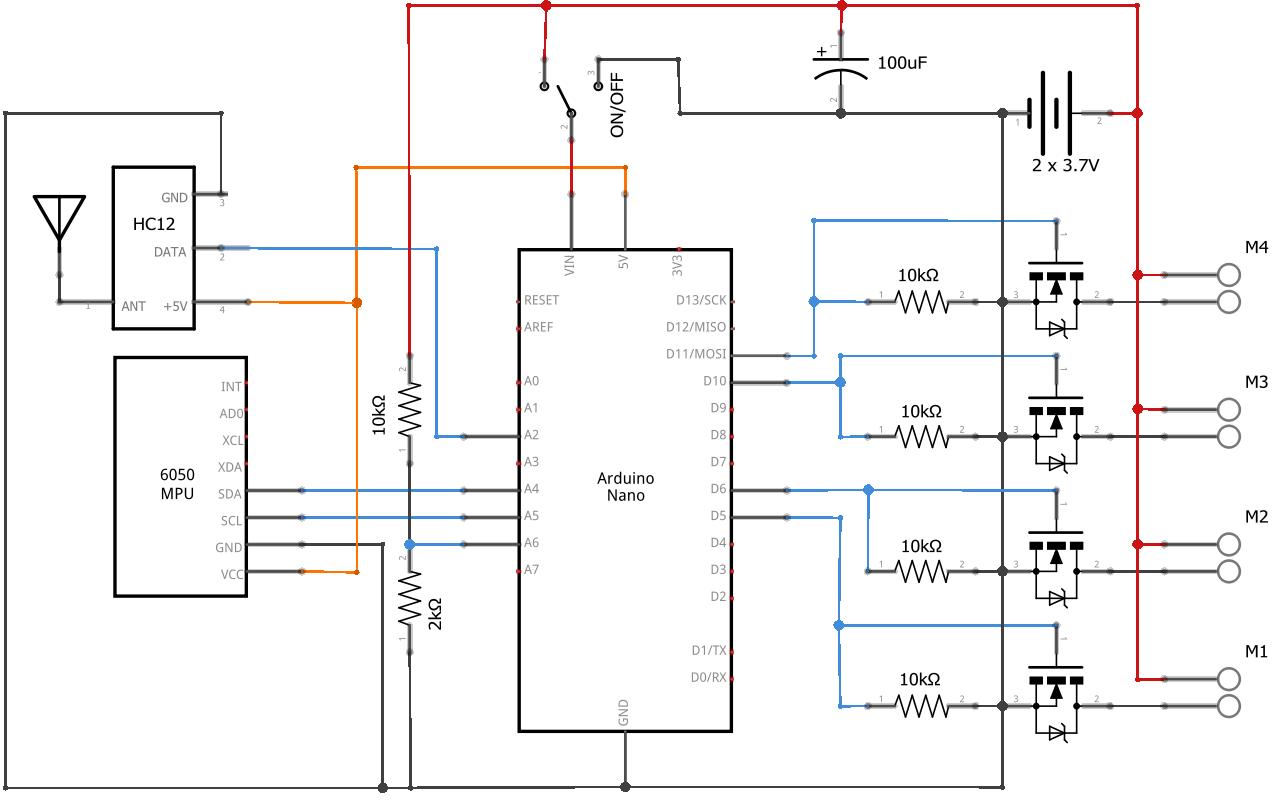 +
1
100uF
2
1
2
3
ON/OFF
1
2
2 x 3.7V
GND
3
HC12
DATA
2
1
ANT
+5V
4
VIN
5V
3V3
RESET
AREF
A0
A1
A2
A3
A4
A5
A6
A7
Arduino
Nano
D13/SCK
D12/MISO
D11/MOSI
D10
D9
D8
D7
D6
D5
D4
D3
D2
D1/TX
D0/RX
GND
INT
AD0
XCL
XDA
SDA
SCL
GND
VCC
6050
MPU
2
10kΩ
1
2
2kΩ
1
M4
1
10kΩ
1
2
3
2
M3
1
10kΩ
1
2
3
2
M2
1
10kΩ
1
2
3
2
M1
1
10kΩ
1
2
3
2